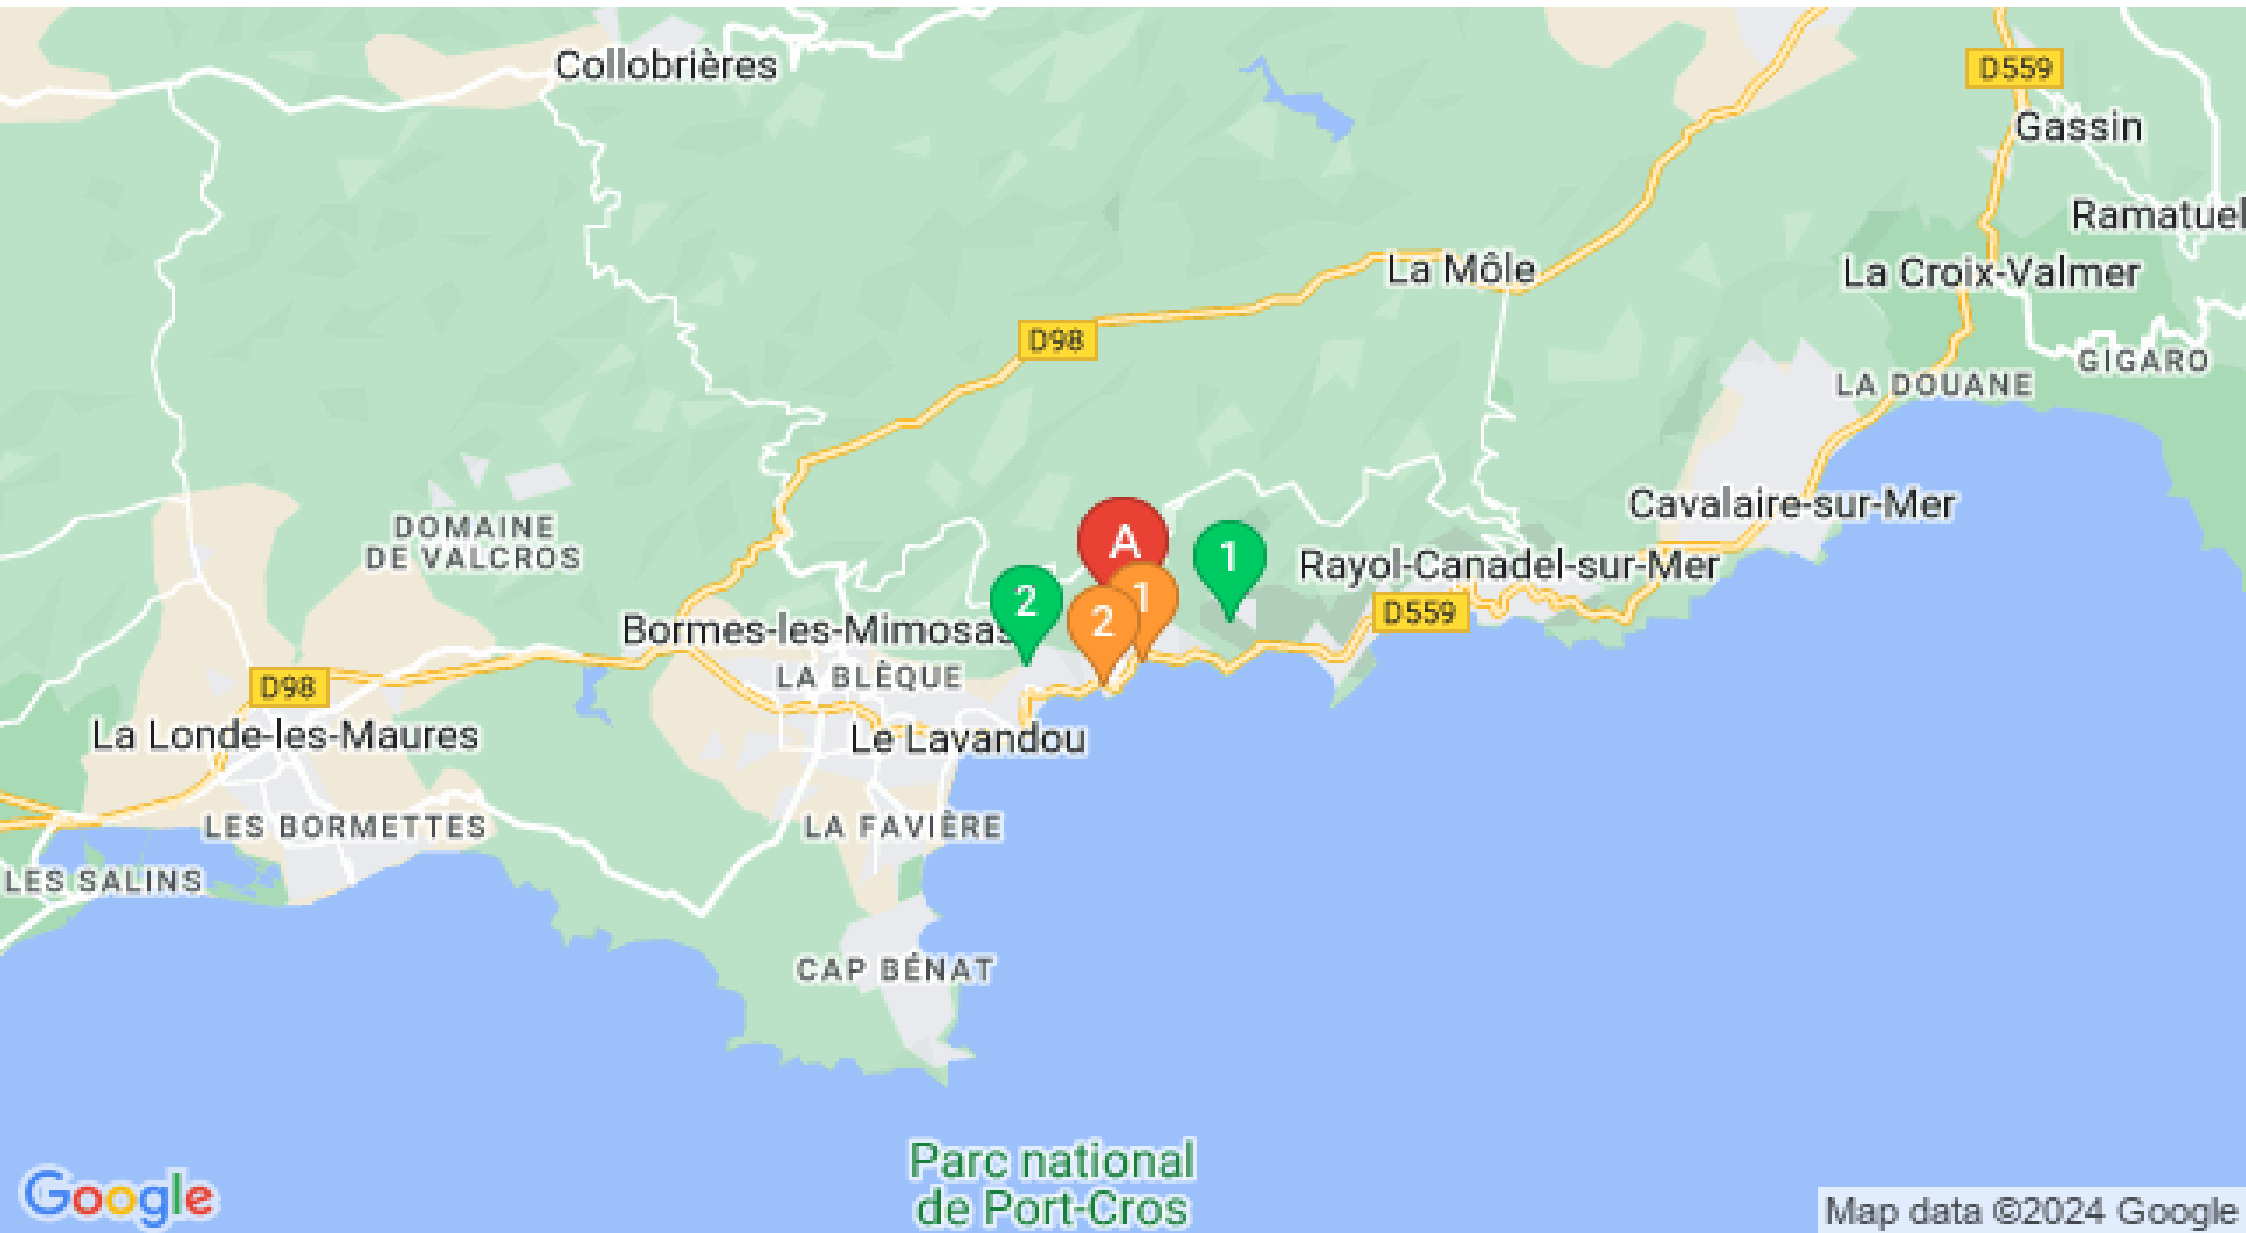 Collobrières
D559
Gassin
Ramatuel
La Môle
La Croix-Valmer
D98
GIGARO
LA DOUANE
Cavalaire-sur-Mer
DOMAINE
DE VALCROS
A
1
Rayol-Canadel-sur-Mer
2
1
2
D559
Bormes-les-Mimosas
LA BLÈQUE
D98
La Londe-les-Maures
Le Lavandou
LES BORMETTES
LA FAVIÈRE
LES SALINS
CAP BÉNAT
Parc national
de Port-Cros
Google
Map data ©2024 Google